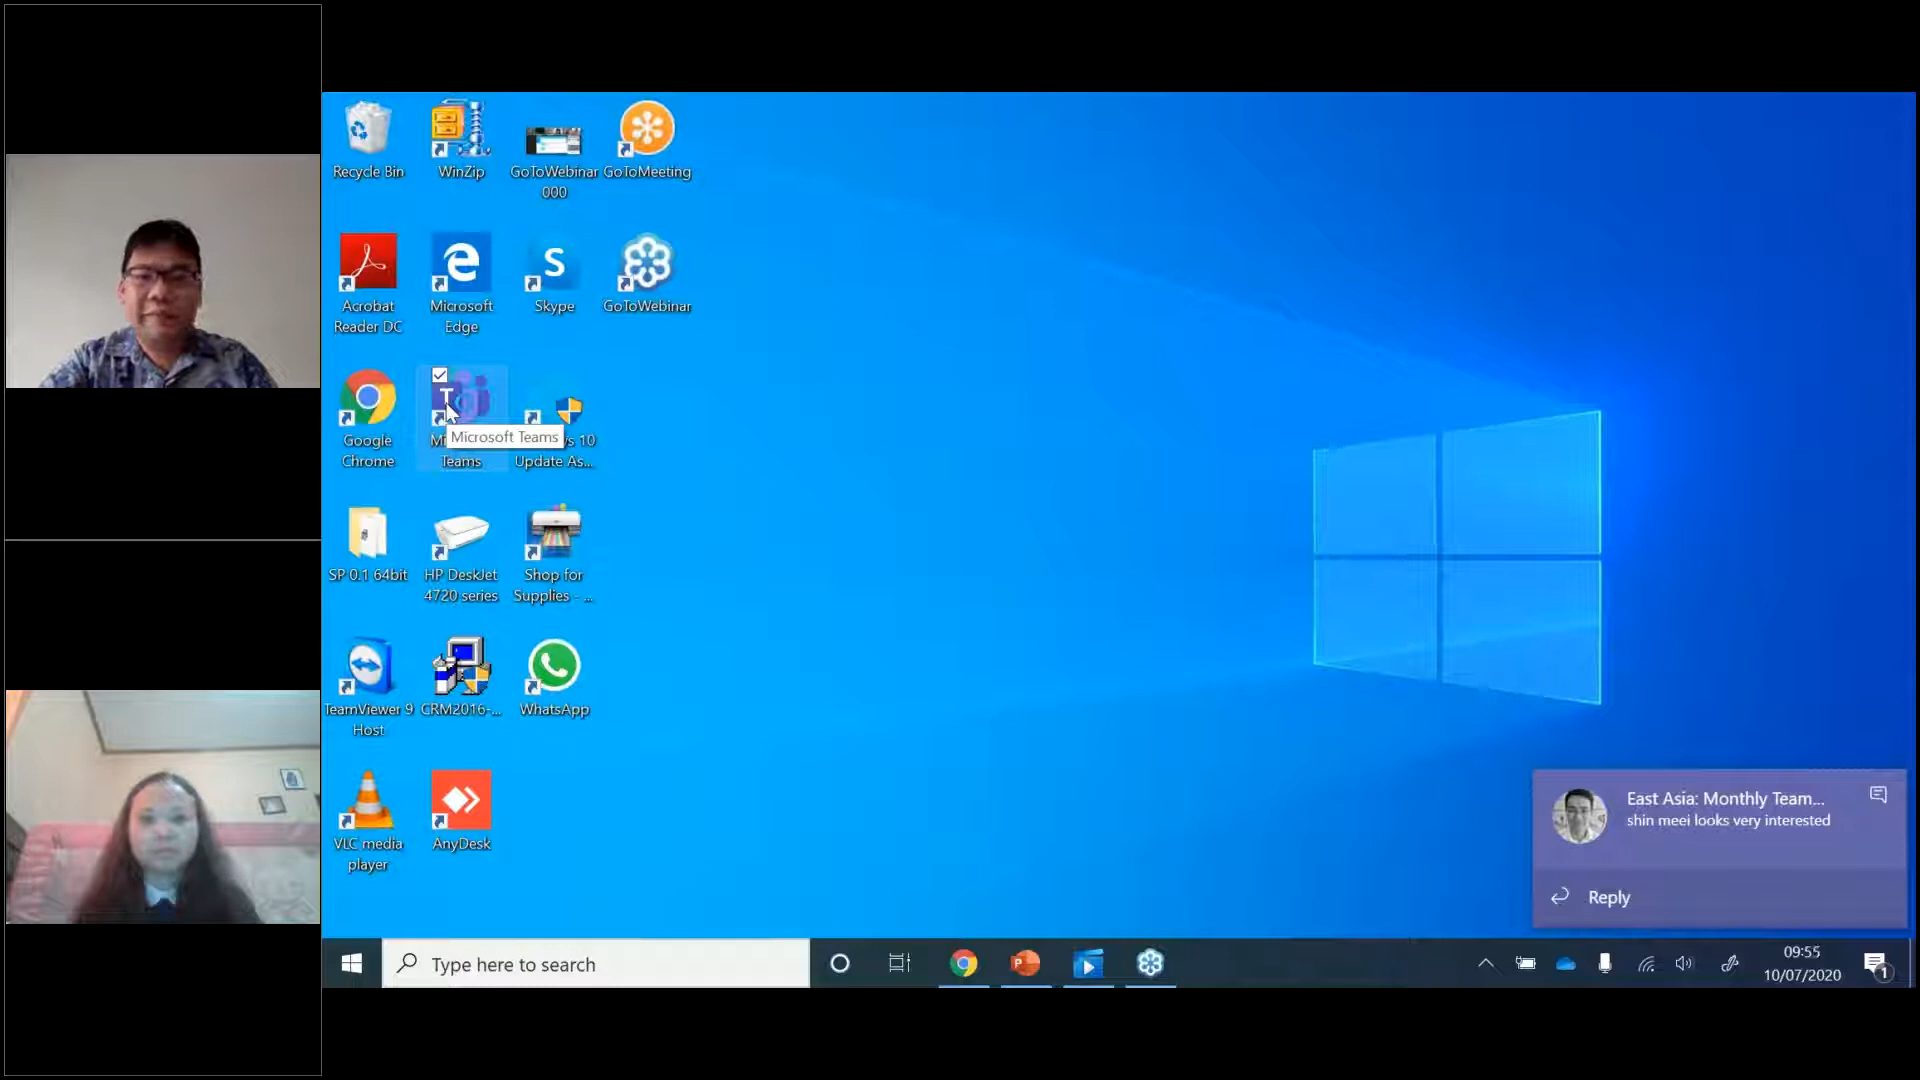 Recycle Bin
WinZip
GoToWebinar
000
GoToMeeting
Acrobat
Reader DC
Microsoft
Edge
S
Skype
GoToWebinar
Google
Chrome
T
Mi
Teams
Microsoft Teams
s 10
Update As...
SP 0.1 64bit
HP DeskJet
4720 series
Shop for
Supplies - ...
TeamViewer 9
Host
CRM2016-...
WhatsApp
VLC media
player
AnyDesk
East Asia: Monthly Team...
shin meei looks very interested
Reply
Type here to search
P
09:55
10/07/2020
1